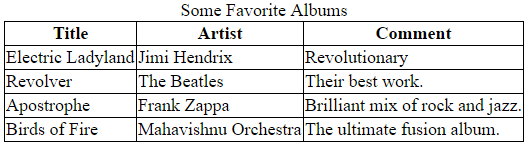 Some Favorite Albums
Title Artist Comment
Electric Ladyland Jimi Hendrix Revolutionary
Revolver The Beatles Their best work.
Apostrophe Frank Zappa Brilliant mix of rock and jazz.
Birds of Fire Mahavishnu Orchestra The ultimate fusion album.